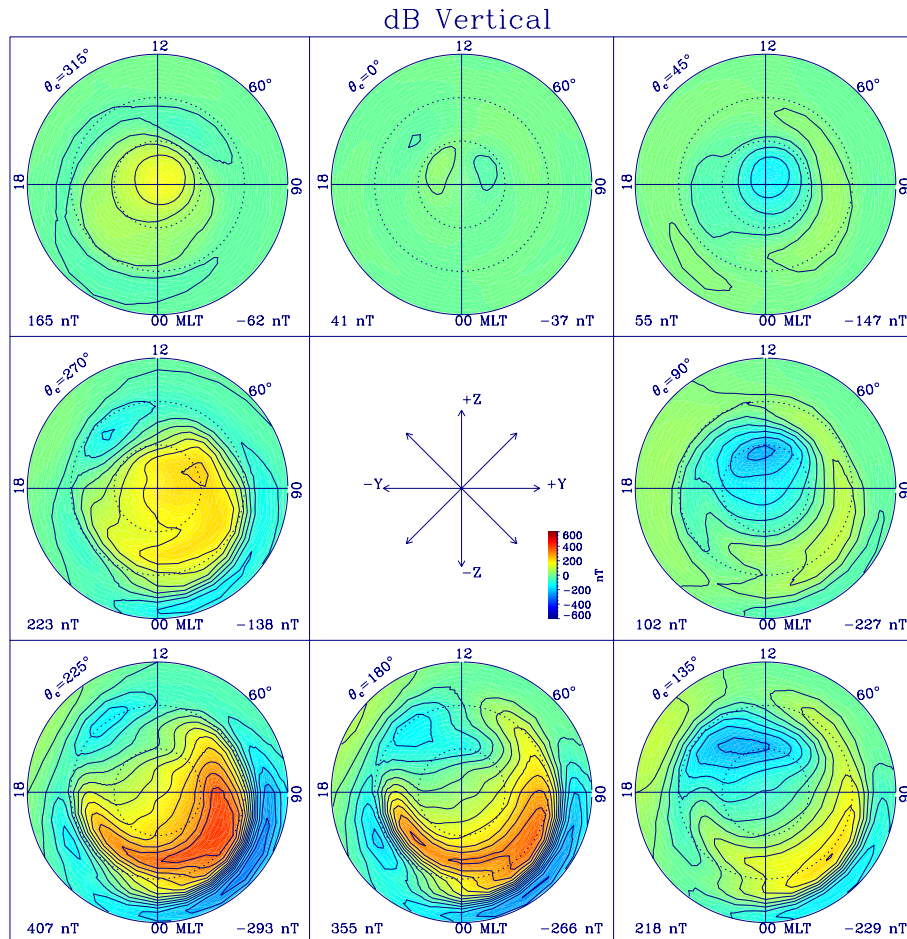 dB Vertical
θc=315°
12
60°
18
90
165 nT
00 MLT
−62 nT
θc=0°
12
60°
18
90
41 nT
00 MLT
−37 nT
θc=45°
12
60°
18
90
55 nT
00 MLT
−147 nT
θc=270°
12
60°
18
90
223 nT
00 MLT
−138 nT
+Z
−Y
+Y
−Z
600
400
200
0
−200
−400
−600
nT
θc=90°
12
60°
18
90
102 nT
00 MLT
−227 nT
θc=225°
12
60°
18
90
407 nT
00 MLT
−293 nT
θc=180°
12
60°
18
90
355 nT
00 MLT
−266 nT
θc=135°
12
60°
18
90
218 nT
00 MLT
−229 nT